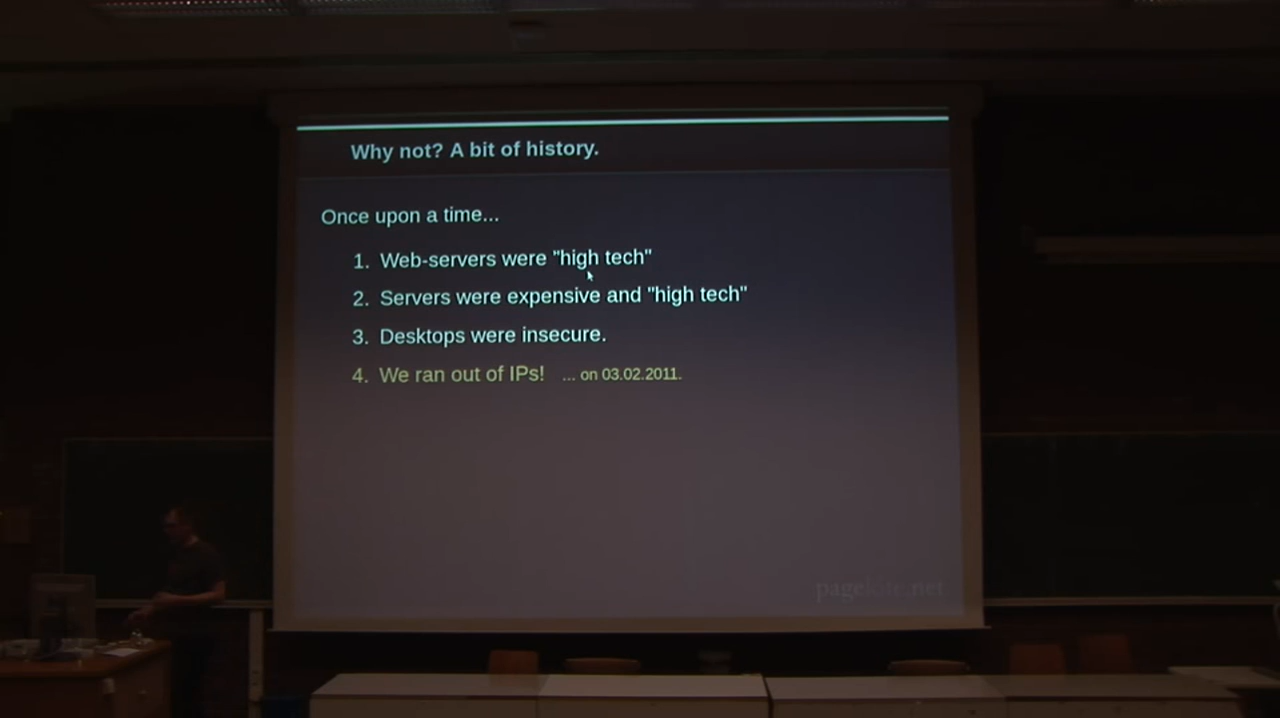 Why not? A bit of history.
Once upon a time...
1. Web-servers were "high tech"
2. Servers were expensive and "high tech"
3. Desktops were insecure.
4. We ran out of IPs! ... on 03.02.2011.
pagekite.net